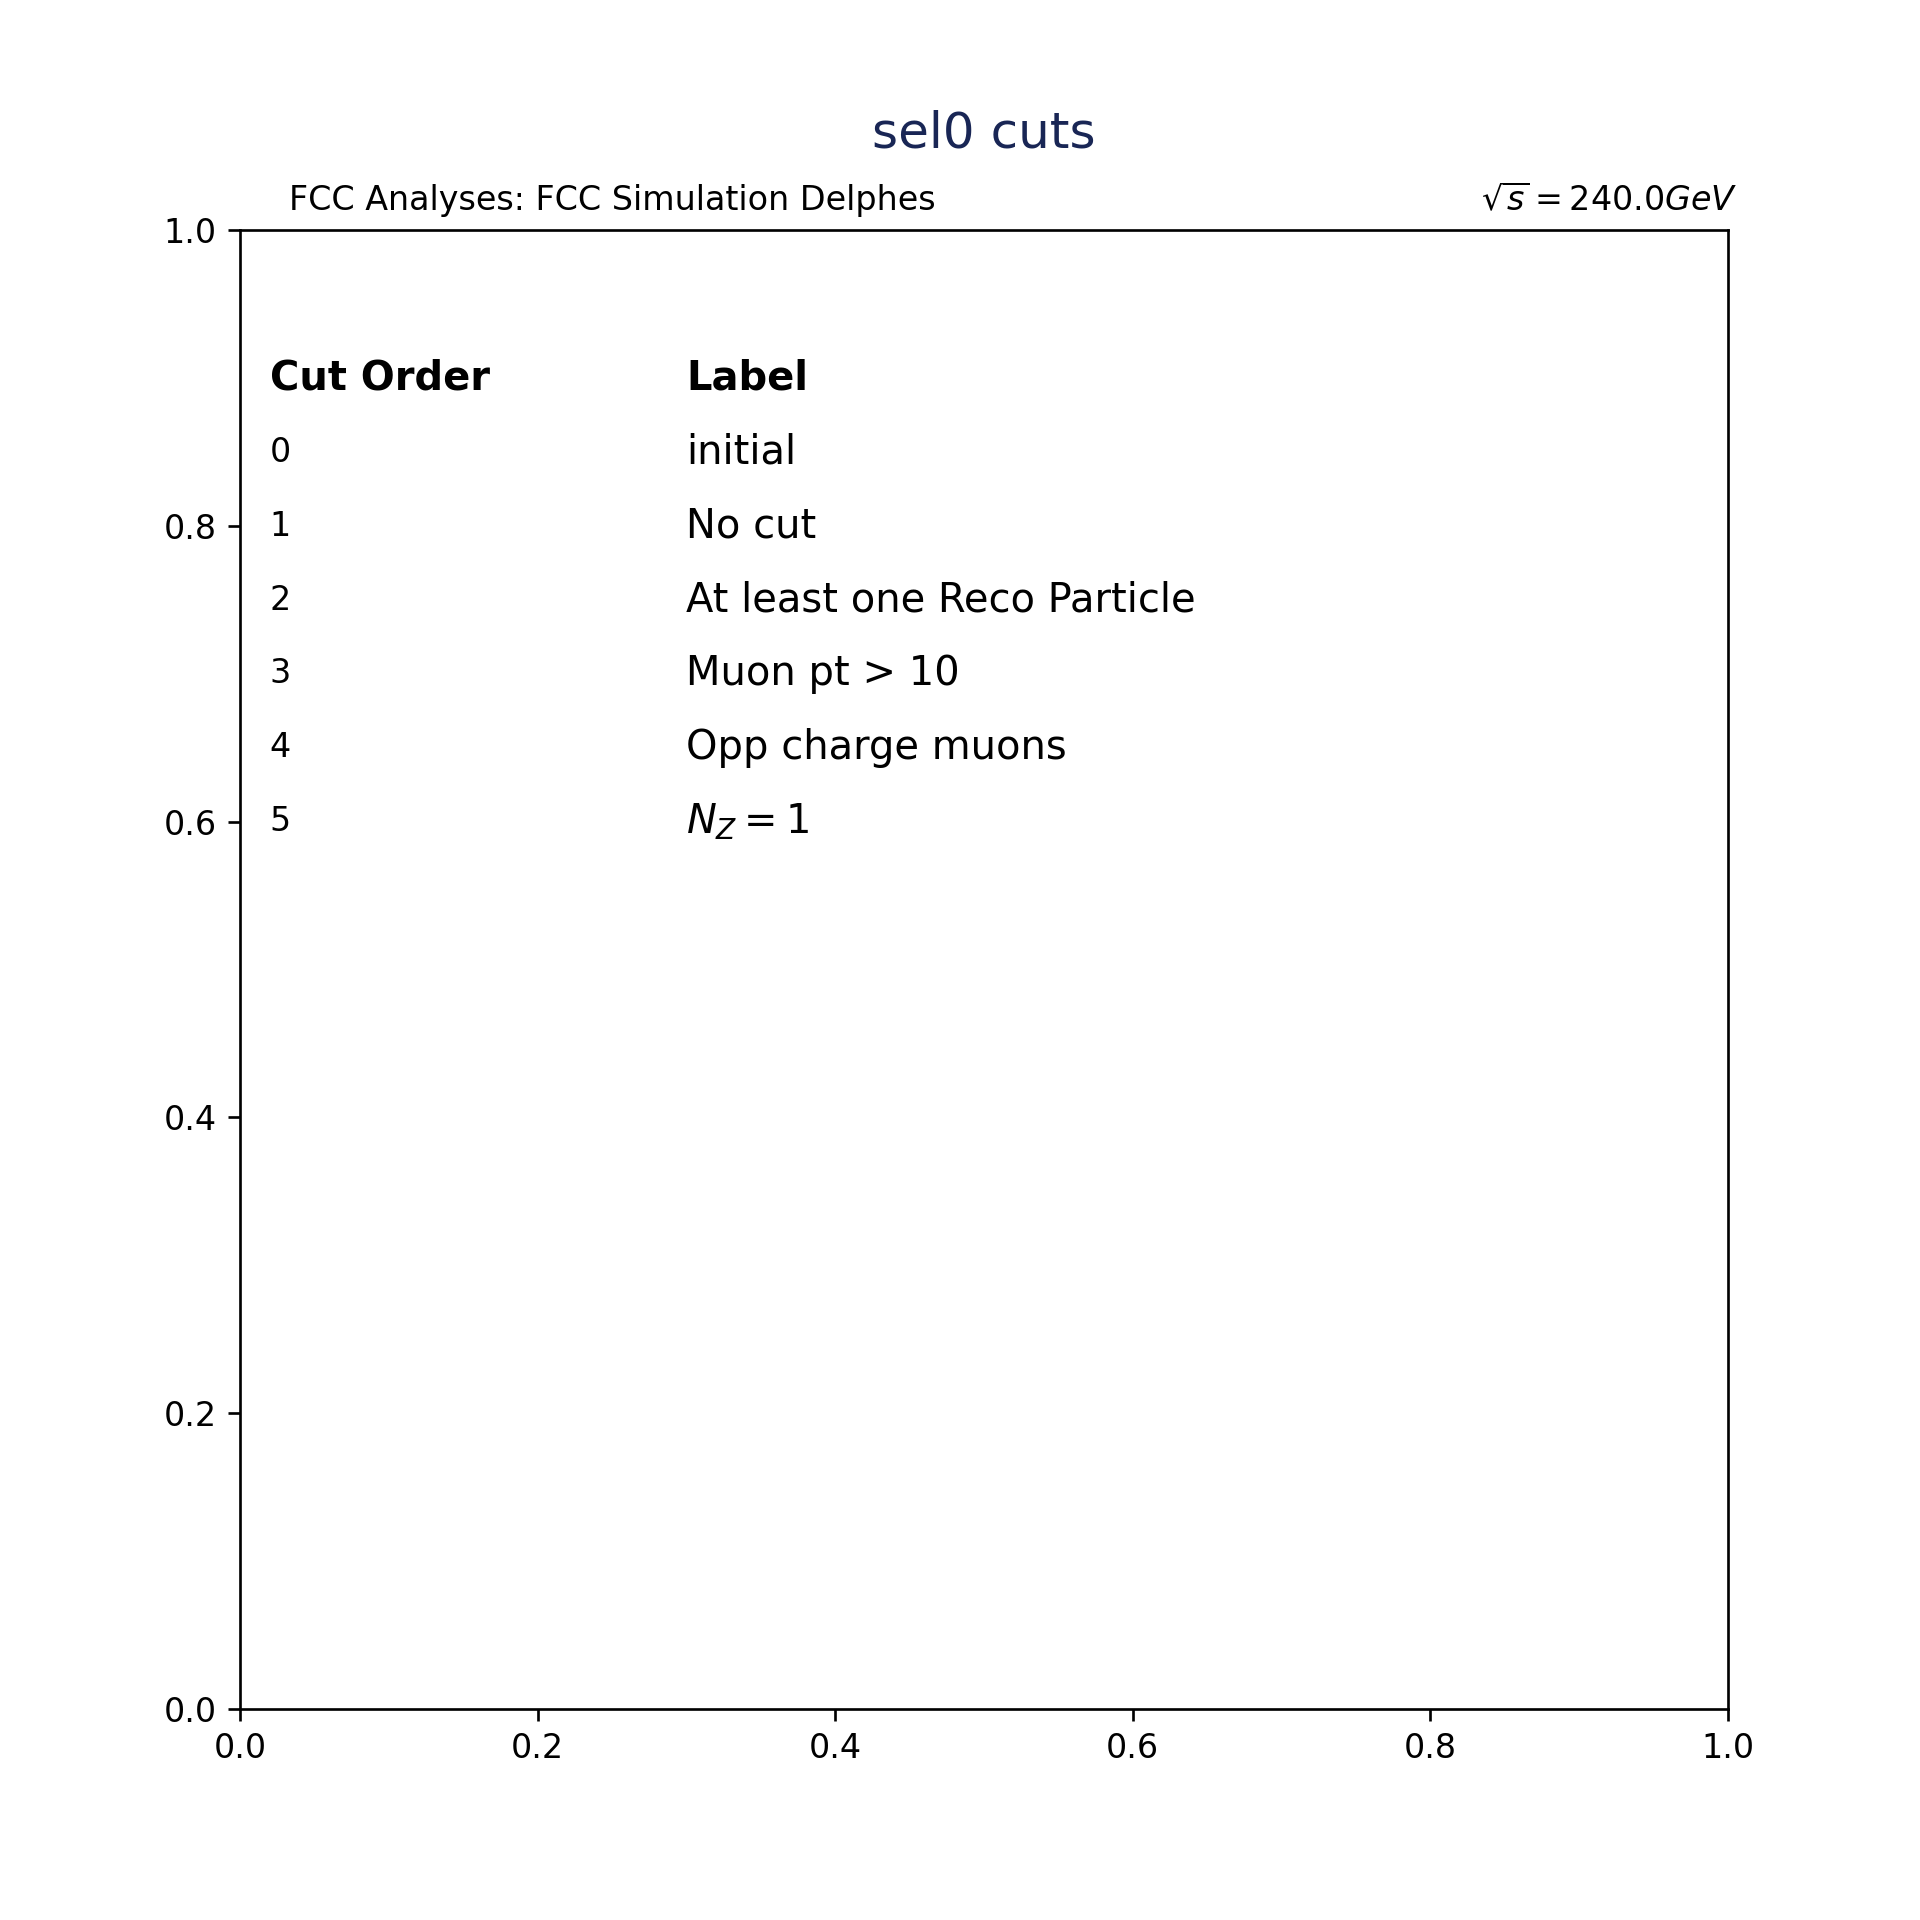 sel0 cuts
FCC Analyses: FCC Simulation Delphes √s = 240.0GeV
1.0
Cut Order Label
0 initial
0.8 1 No cut
2 At least one Reco Particle
3 Muon pt > 10
4 Opp charge muons
0.6 5 N_Z = 1
0.4
0.2
0.0
0.0 0.2 0.4 0.6 0.8 1.0